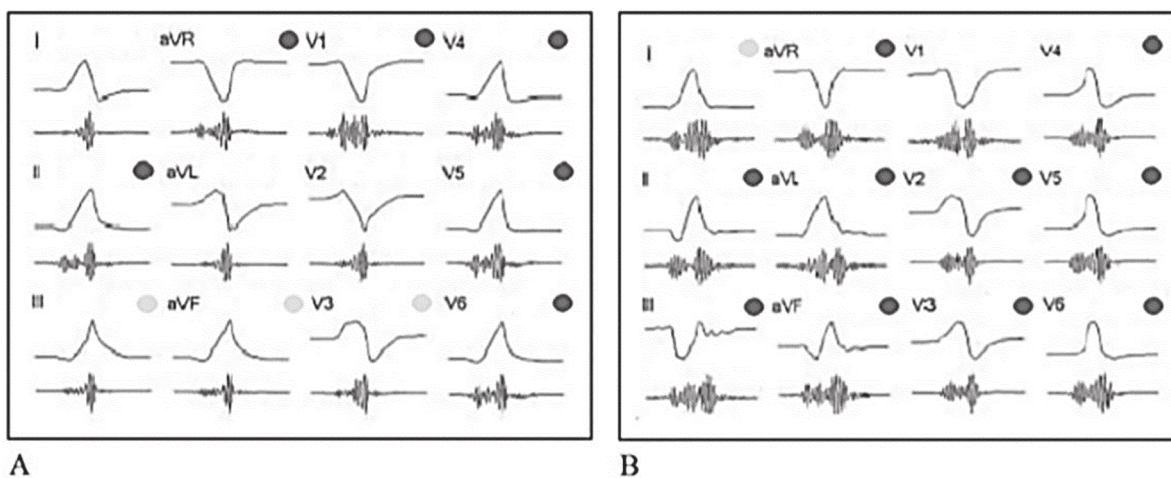 I aVR V1 V4
II aVL V2 V5
III aVF V3 V6
I aVR V1 V4
II aVL V2 V5
III aVF V3 V6
A
B